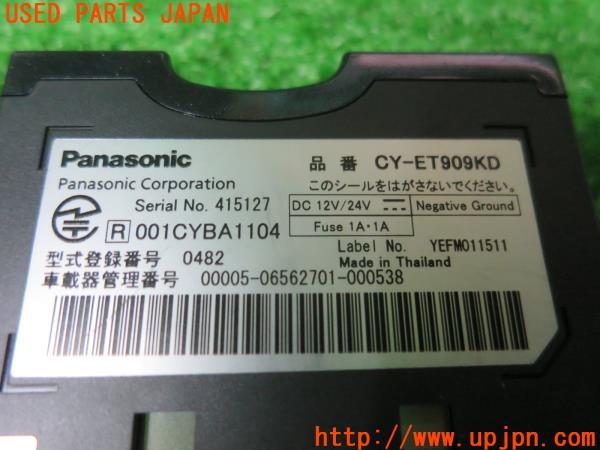 USED PARTS JAPAN
Panasonic
品 番 CY-ET909KD
Panasonic Corporation
このシールをはがさないでください。
Serial No. 415127
DC 12V/24V
Negative Ground
R 001CYBA1104
Fuse 1A・1A
Label No. YEFM011511
型式登録番号 0482
Made in Thailand
車載器管理番号 00005-06562701-000538
http://www.upjpn.com